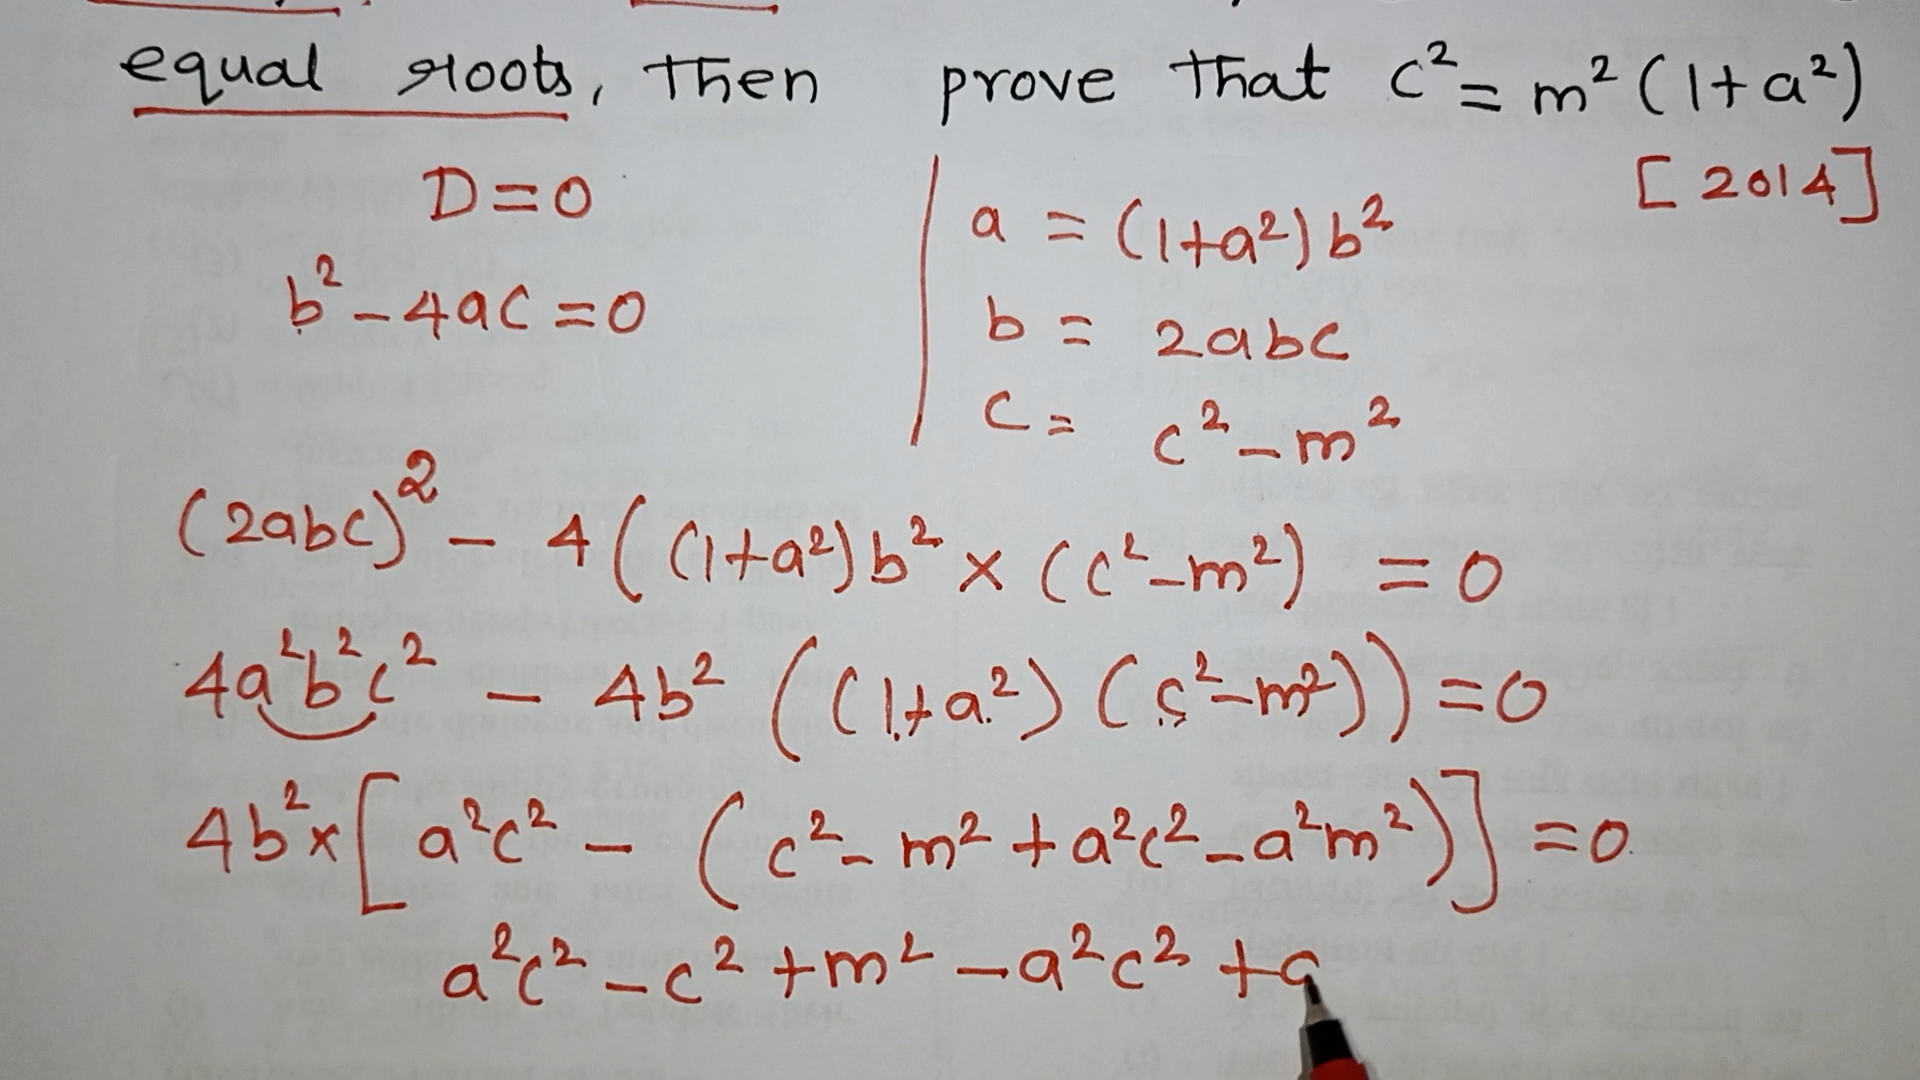 equal roots, Then prove that c² = m² (1+a²)
[2014]
D=0
b² - 4ac = 0
a = (1+a²)b²
b = 2abc
c = c² - m²
(2abc)² - 4((1+a²)b² × (c²-m²) = 0
4a²b²c² - 4b² ((1+a²) (c²-m²)) = 0
4b² × [a²c² - (c² - m² + a²c² - a²m²)] = 0
a²c² - c² + m² - a²c² + a